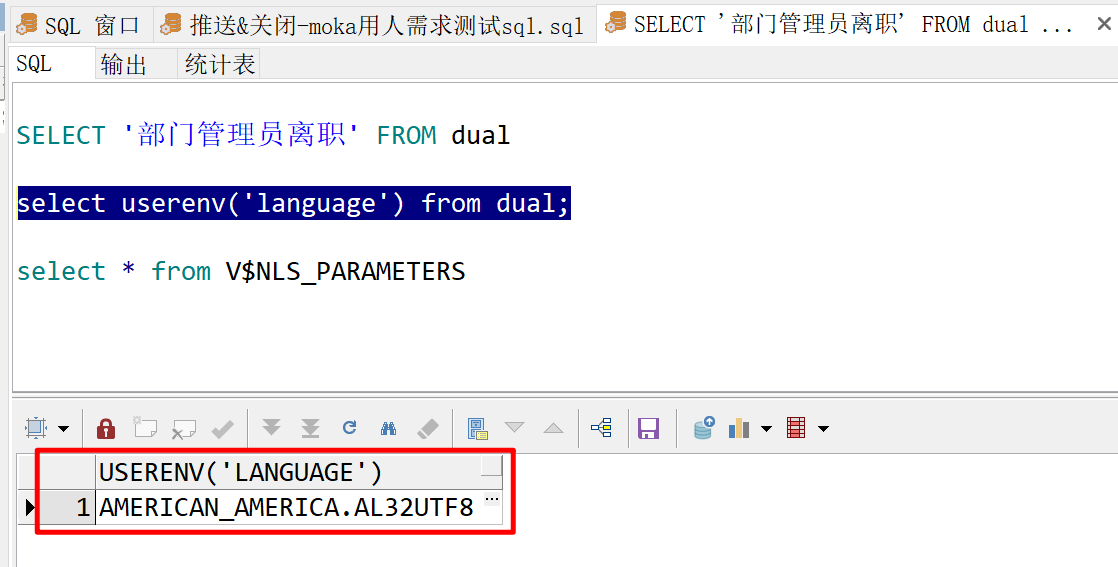 SQL 窗口 推送&关闭-moka用人需求测试sql.sql SELECT '部门管理员离职' FROM dual ...
SQL 输出 统计表
SELECT '部门管理员离职' FROM dual
select userenv('language') from dual;
select * from V$NLS_PARAMETERS
USERENV('LANGUAGE')
1 AMERICAN_AMERICA.AL32UTF8 ...